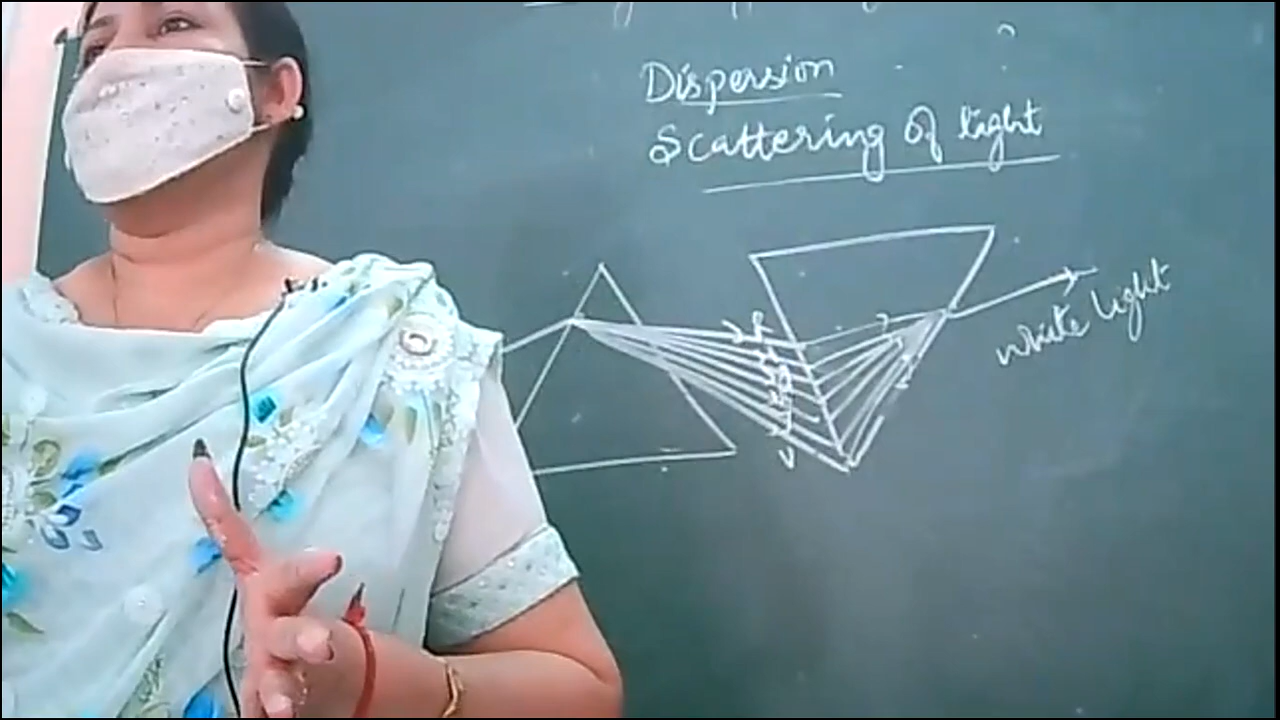 Dispersion
Scattering of light
R
V
White light